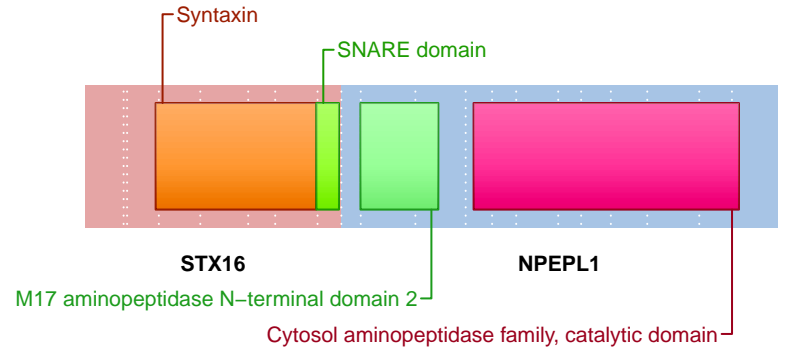 Syntaxin
SNARE domain
STX16
NPEPL1
M17 aminopeptidase N−terminal domain 2
Cytosol aminopeptidase family, catalytic domain